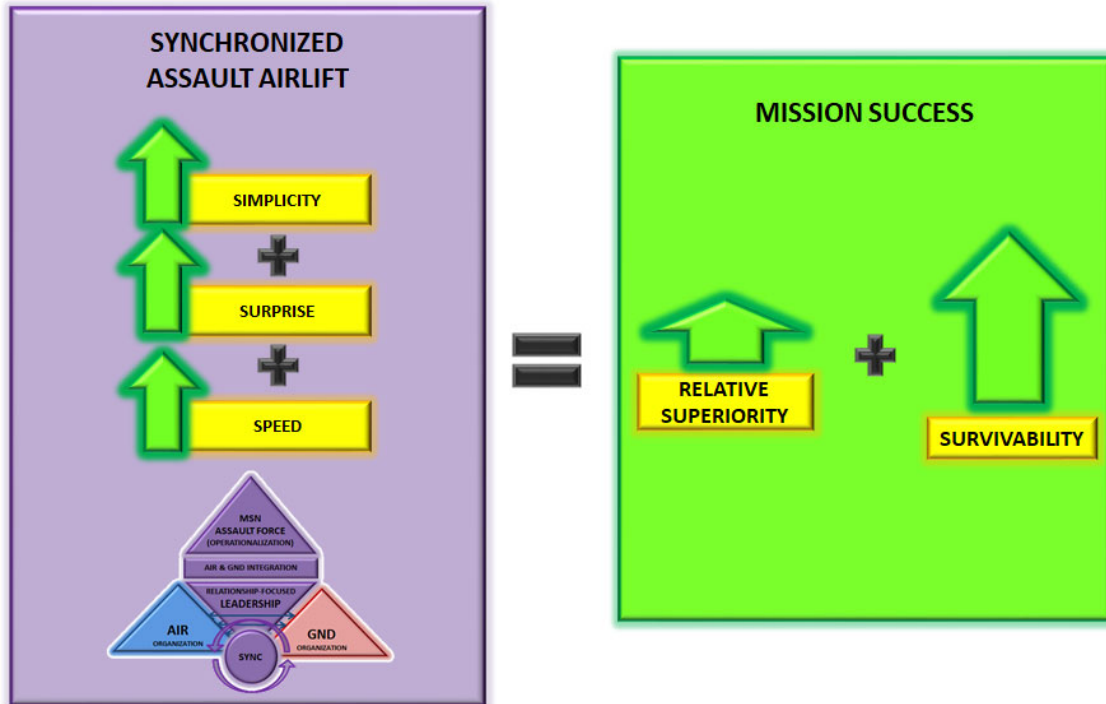 SYNCHRONIZED
ASSAULT AIRLIFT
SIMPLICITY
SURPRISE
SPEED
MSN
ASSAULT FORCE
(OPERATIONALIZATION)
AIR & GND INTEGRATION
RELATIONSHIP-FOCUSED
LEADERSHIP
AIR
ORGANIZATION
GND
ORGANIZATION
SYNC
MISSION SUCCESS
RELATIVE
SUPERIORITY
SURVIVABILITY